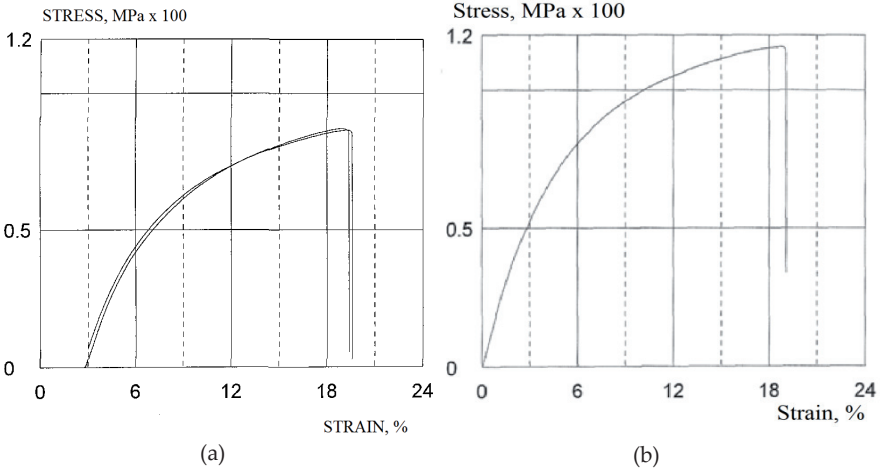 STRESS, MPa x 100
1.2
0.5
0
0 6 12 18 24
STRAIN, %
(a)
Stress, MPa x 100
1.2
0.5
0
0 6 12 18 24
Strain, %
(b)